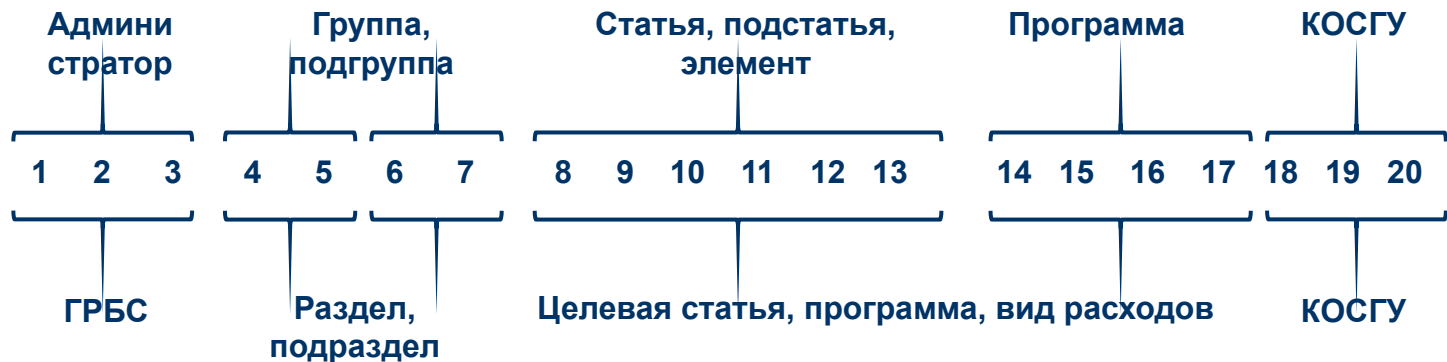 Админи
стратор
Группа,
подгруппа
Статья, подстатья,
элемент
Программа
КОСГУ
1 2 3 4 5 6 7 8 9 10 11 12 13 14 15 16 17 18 19 20
ГРБС
Раздел,
подраздел
Целевая статья, программа, вид расходов
КОСГУ